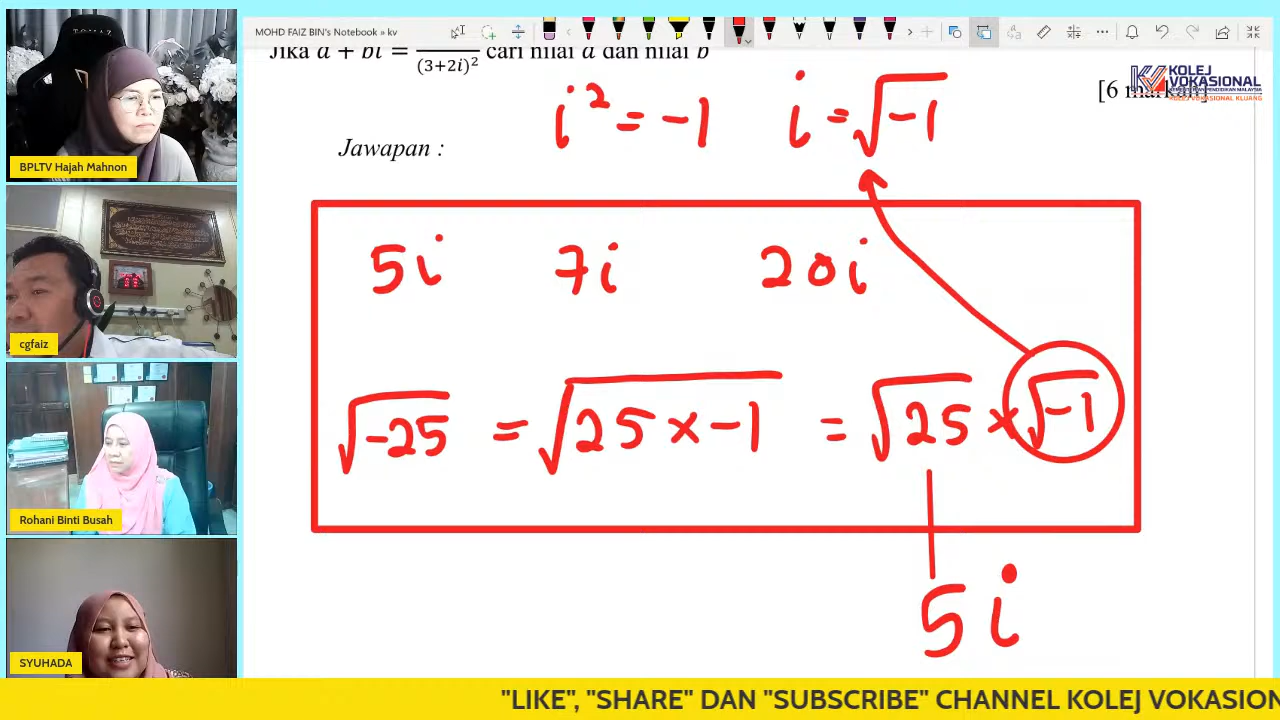 MOHD FAIZ BIN's Notebook » kv
Jika a + bi = /(3+2i)² cari nilai a dan nilai b
[6 markah]
KOLEJ
VOKASIONAL
i² = -1 i = √-1
Jawapan :
5i 7i 20i
√-25 = √25 × -1 = √25 × √-1
5i
BPLTV Hajah Mahnon
cgfaiz
Rohani Binti Busah
SYUHADA
"LIKE", "SHARE" DAN "SUBSCRIBE" CHANNEL KOLEJ VOKASION